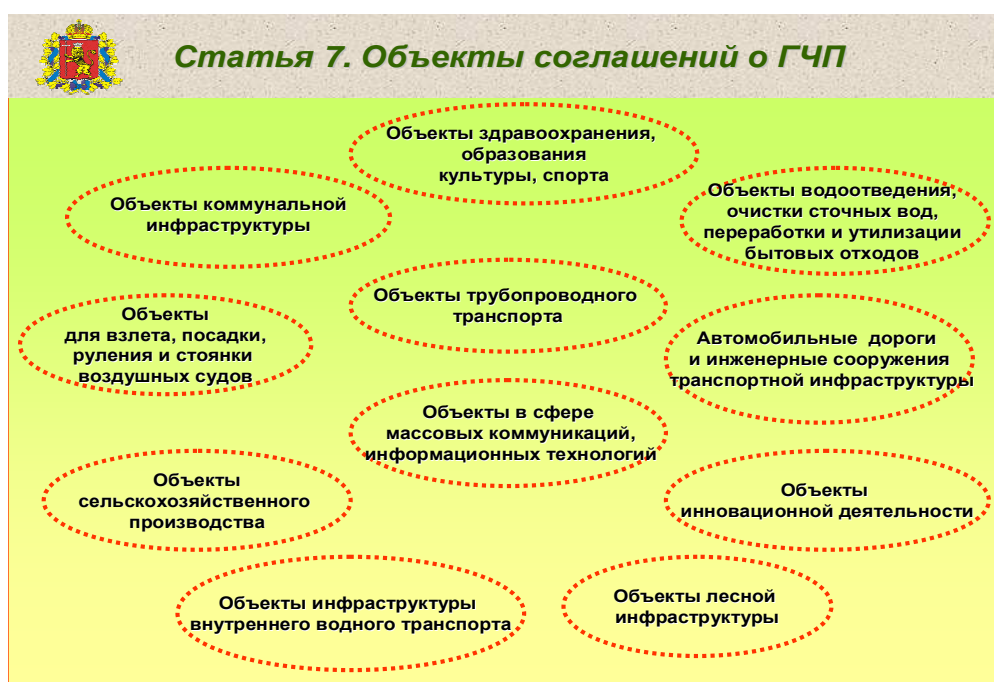 Статья 7. Объекты соглашений о ГЧП
Объекты здравоохранения,
образования
культуры, спорта
Объекты коммунальной
инфраструктуры
Объекты водоотведения,
очистки сточных вод,
переработки и утилизации
бытовых отходов
Объекты трубопроводного
транспорта
Объекты
для взлета, посадки,
руления и стоянки
воздушных судов
Автомобильные дороги
и инженерные сооружения
транспортной инфраструктуры
Объекты в сфере
массовых коммуникаций,
информационных технологий
Объекты
сельскохозяйственного
производства
Объекты
инновационной деятельности
Объекты инфраструктуры
внутреннего водного транспорта
Объекты лесной
инфраструктуры